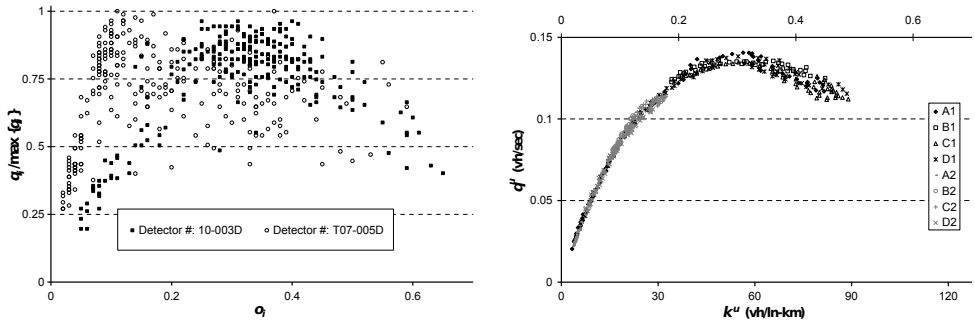 1
0.75
0.5
0.25
0
q_i/max {q_i}
■ Detector #: 10-003D ○ Detector #: T07-005D
0 0.2 0.4 0.6
o_i
0 0.2 0.4 0.6
0.15
0.1
0.05
0
q^u (vh/sec)
A1
B1
C1
D1
A2
B2
C2
D2
0 30 60 90 120
k^u (vh/ln-km)